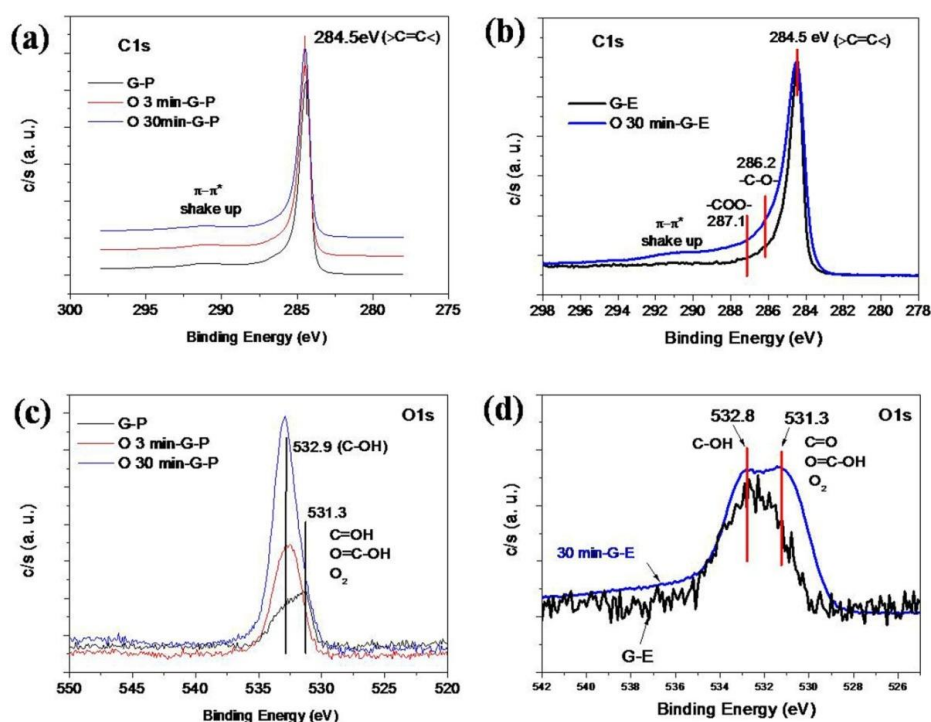 (a)
C1s
284.5eV (>C=C<)
G-P
O 3 min-G-P
O 30min-G-P
π-π*
shake up
c/s (a. u.)
300 295 290 285 280 275
Binding Energy (eV)
(b)
C1s
284.5 eV (>C=C<)
G-E
O 30 min-G-E
286.2
-C-O-
-COO-
287.1
π-π*
shake up
c/s (a. u.)
298 296 294 292 290 288 286 284 282 280 278
Binding Energy (eV)
(c)
O1s
G-P
O 3 min-G-P
O 30 min-G-P
532.9 (C-OH)
531.3
C=OH
O=C-OH
O2
c/s (a. u.)
550 545 540 535 530 525 520
Binding Energy (eV)
(d)
O1s
532.8
531.3
C-OH
C=O
O=C-OH
O2
30 min-G-E
G-E
c/s (a. u.)
542 540 538 536 534 532 530 528 526
Binding Energy (eV)